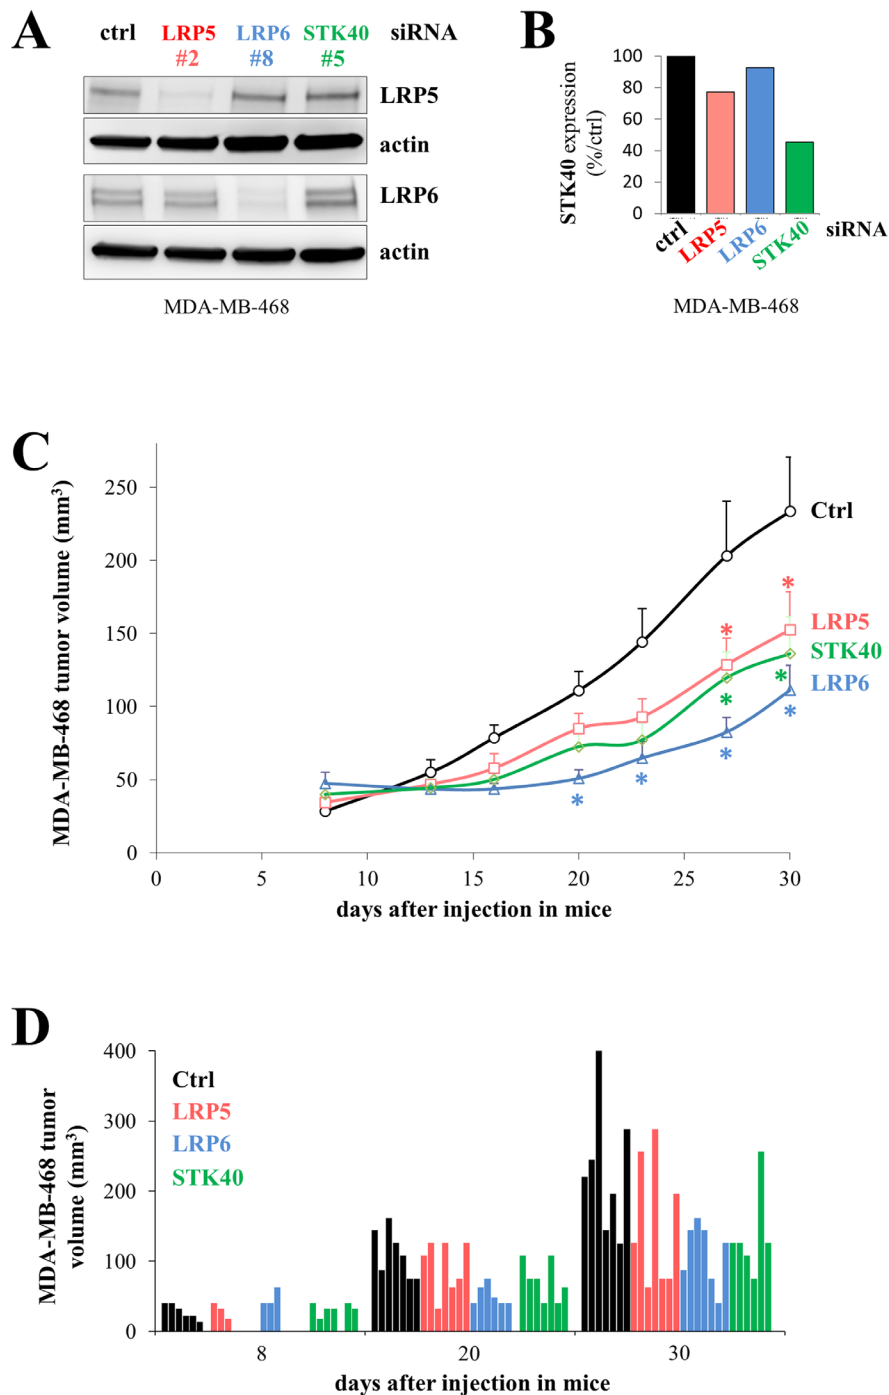 A
ctrl LRP5 LRP6 STK40 siRNA
#2 #8 #5
LRP5
actin
LRP6
actin
MDA-MB-468
B
STK40 expression
(%/ctrl)
100
80
60
40
20
0
ctrl LRP5 LRP6 STK40 siRNA
MDA-MB-468
C
MDA-MB-468 tumor volume (mm³)
250
200
150
100
50
0
Ctrl
LRP5
STK40
LRP6
* * * * * * * *
0 5 10 15 20 25 30
days after injection in mice
D
MDA-MB-468 tumor
volume (mm³)
400
300
200
100
0
Ctrl
LRP5
LRP6
STK40
8 20 30
days after injection in mice